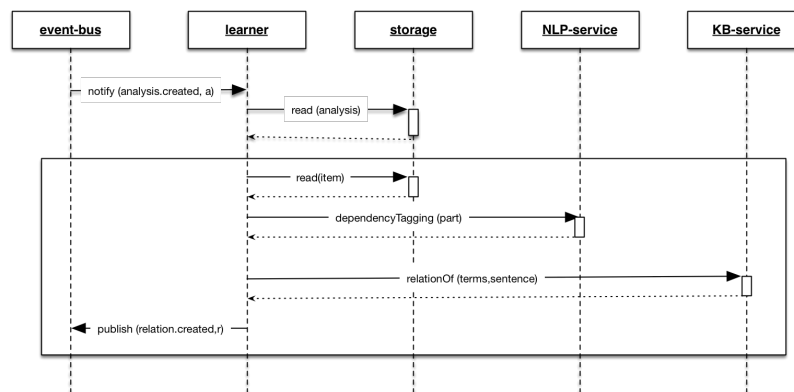 event-bus
learner
storage
NLP-service
KB-service
notify (analysis.created, a)
read (analysis)
read(item)
dependencyTagging (part)
relationOf (terms,sentence)
publish (relation.created,r)